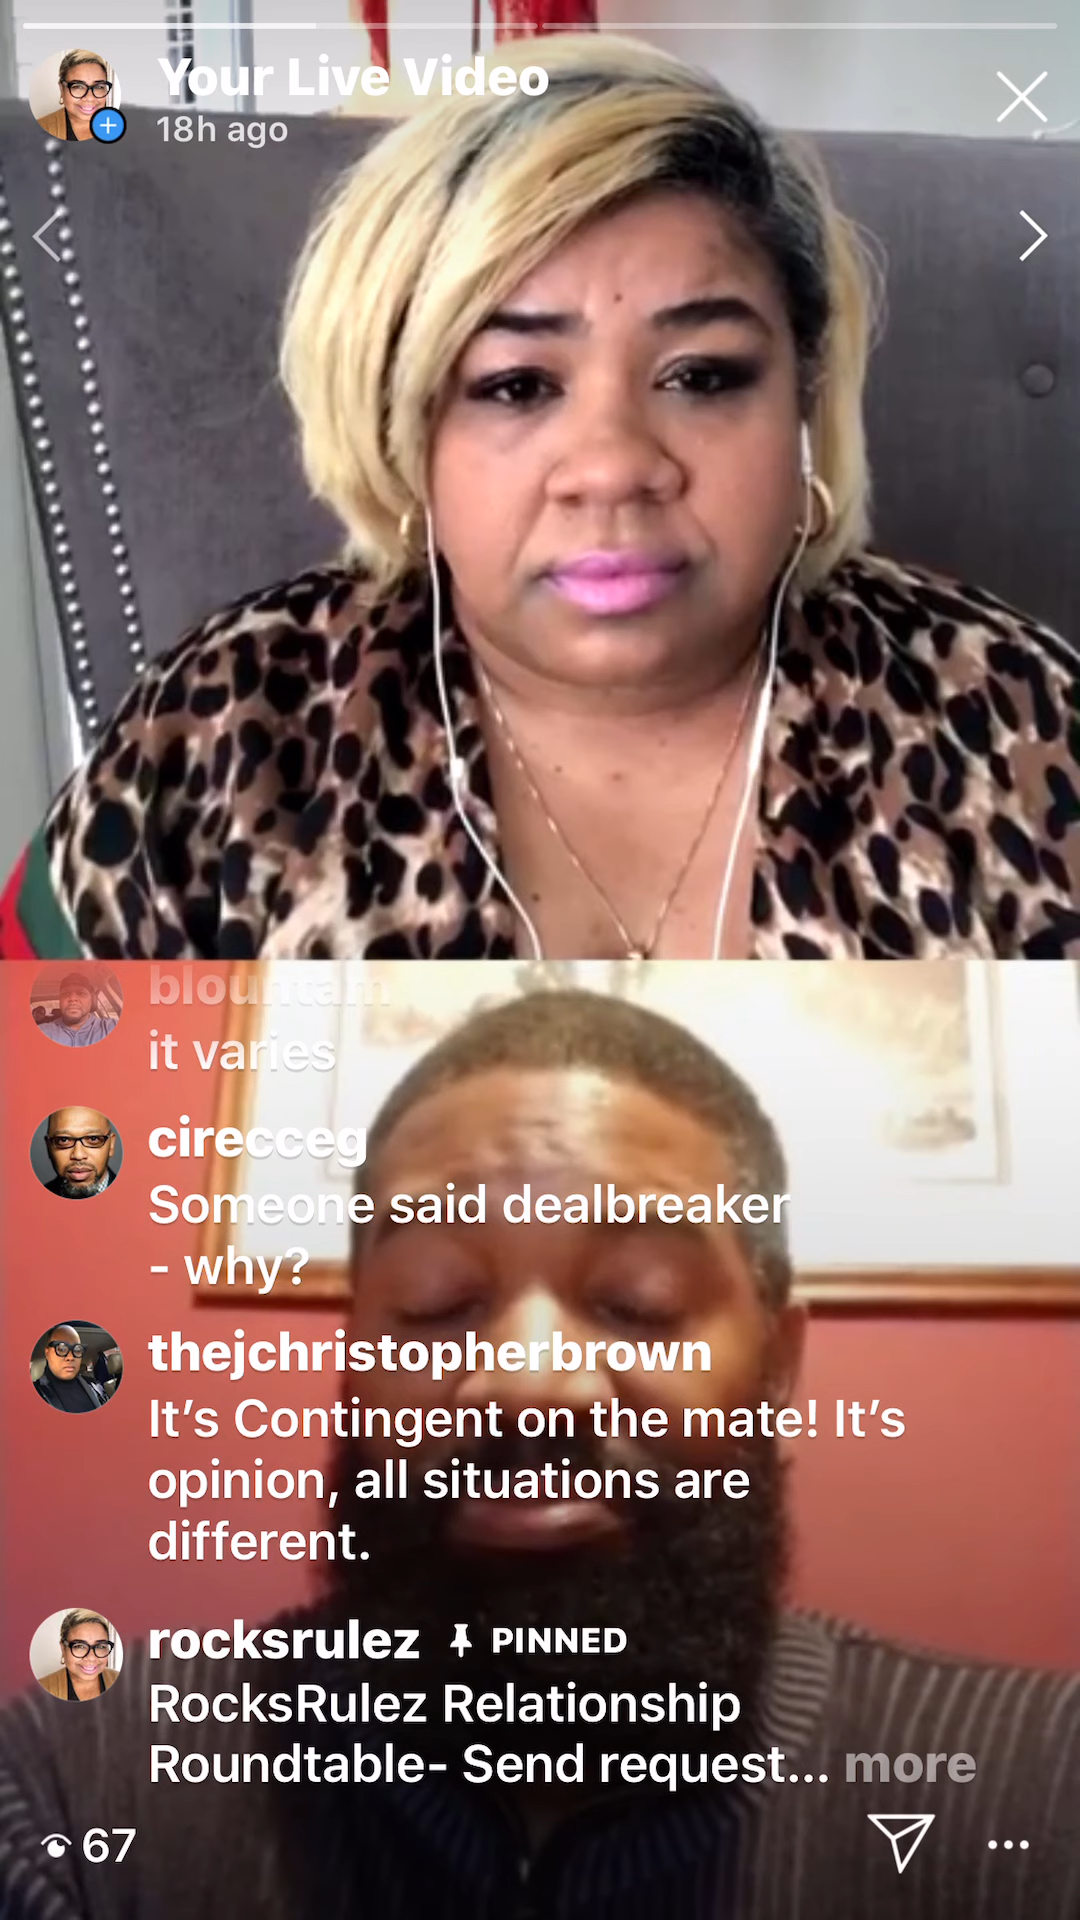 Your Live Video
18h ago
blountam
it varies
cirecceg
Someone said dealbreaker
- why?
thejchristopherbrown
It’s Contingent on the mate! It’s
opinion, all situations are
different.
rocksrulez PINNED
RocksRulez Relationship
Roundtable- Send request... more
67